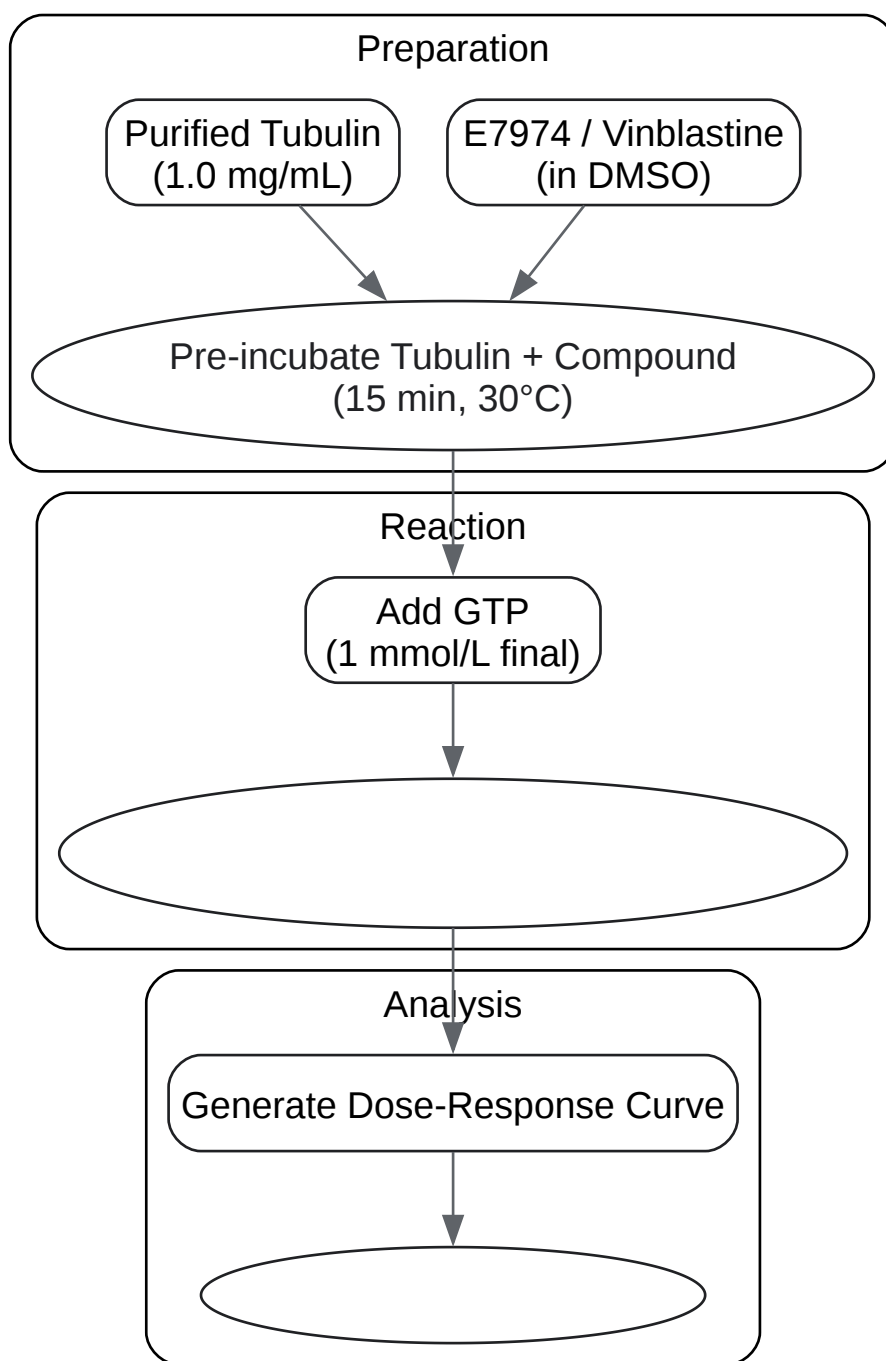 Preparation
Purified Tubulin
(1.0 mg/mL)
E7974 / Vinblastine
(in DMSO)
Pre-incubate Tubulin + Compound
(15 min, 30°C)
Reaction
Add GTP
(1 mmol/L final)
Analysis
Generate Dose-Response Curve